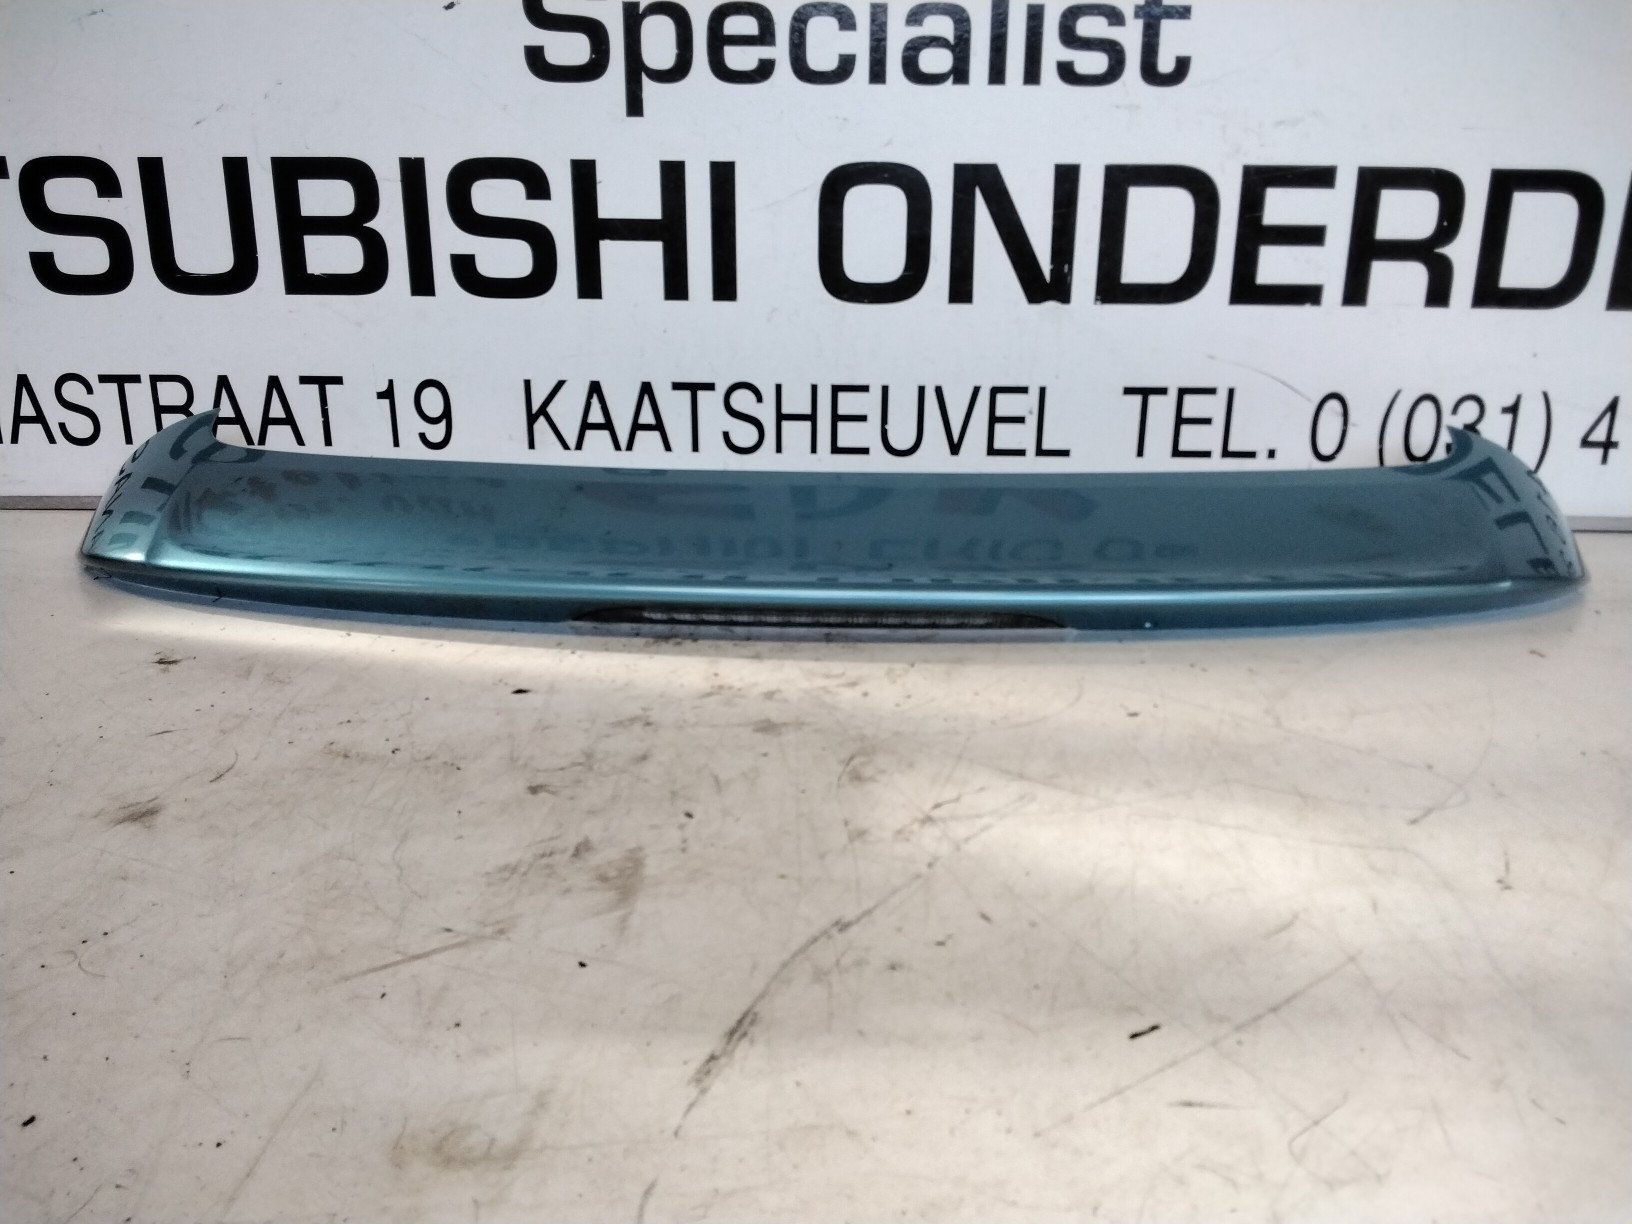 Specialist
TSUBISHI ONDERD
ASTRAAT 19 KAATSHEUVEL TEL. 0 (031) 4